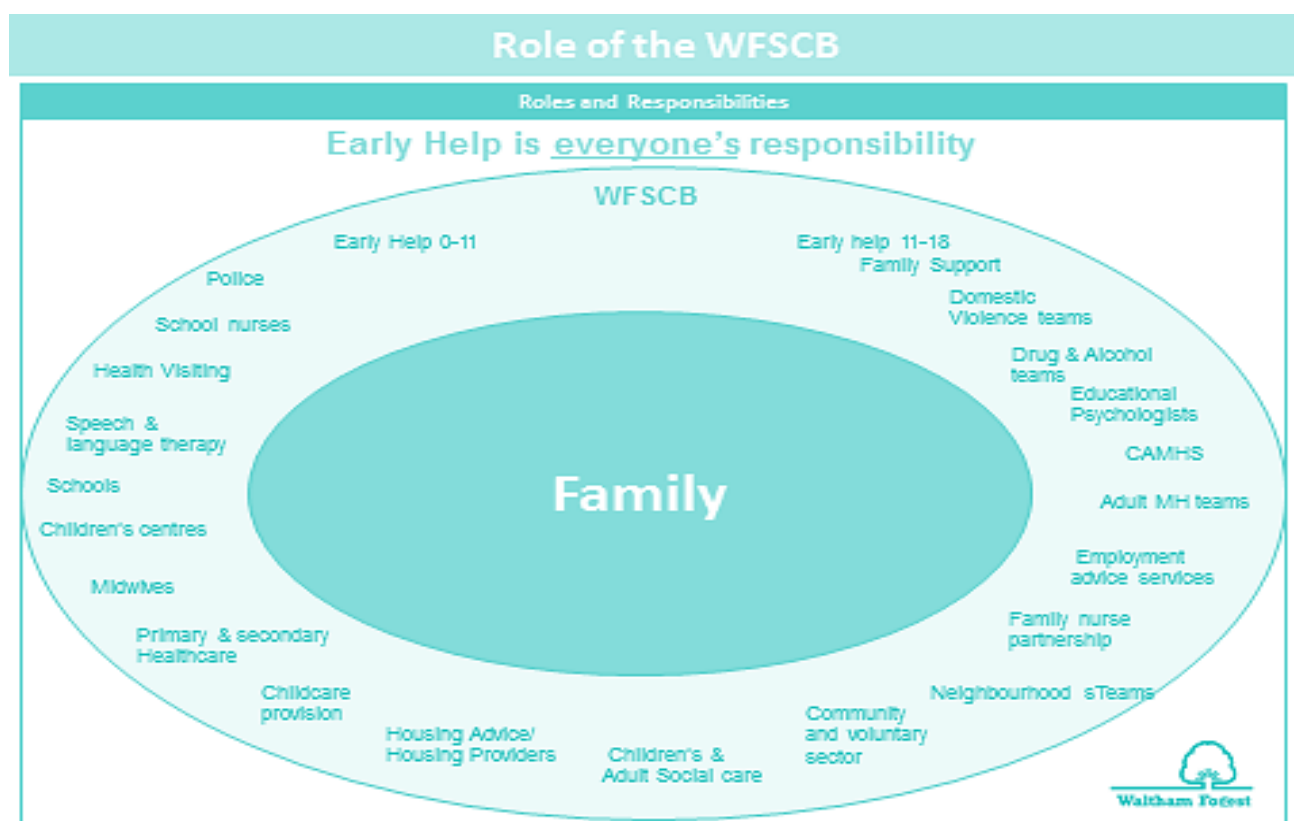 Role of the WFSCB
Roles and Responsibilities
Early Help is everyone's responsibility
WFSCB
Early Help 0-11
Early help 11-18
Family Support
Police
Domestic
Violence teams
School nurses
Drug & Alcohol
teams
Health Visiting
Educational
Psychologists
Speech &
language therapy
CAMHS
Schools
Family
Adult MH teams
Children's centres
Employment
advice services
Midwives
Family nurse
partnership
Primary & secondary
Healthcare
Neighbourhood sTeams
Childcare
provision
Community
and voluntary
sector
Housing Advice/
Housing Providers
Children's &
Adult Social care
Waltham Forest